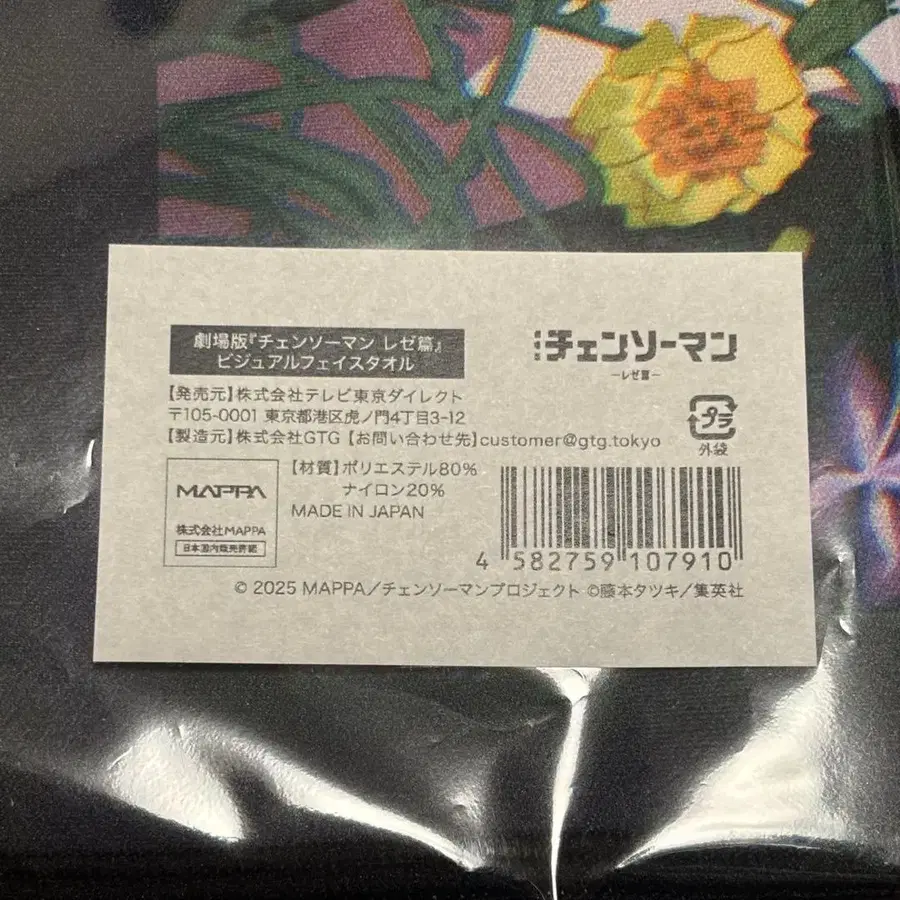 劇場版『チェンソーマン レゼ篇』
ビジュアルフェイスタオル
【発売元】株式会社テレビ東京ダイレクト
〒105-0001 東京都港区虎ノ門4丁目3-12
【製造元】株式会社GTG【お問い合わせ先】customer@gtg.tokyo
MAPPA
株式会社MAPPA
日本国内販売許諾
【材質】ポリエステル80%
ナイロン20%
MADE IN JAPAN
チェンソーマン
ーレゼ篇ー
プラ
外袋
4 582759 107910
© 2025 MAPPA/チェンソーマンプロジェクト ©藤本タツキ/集英社